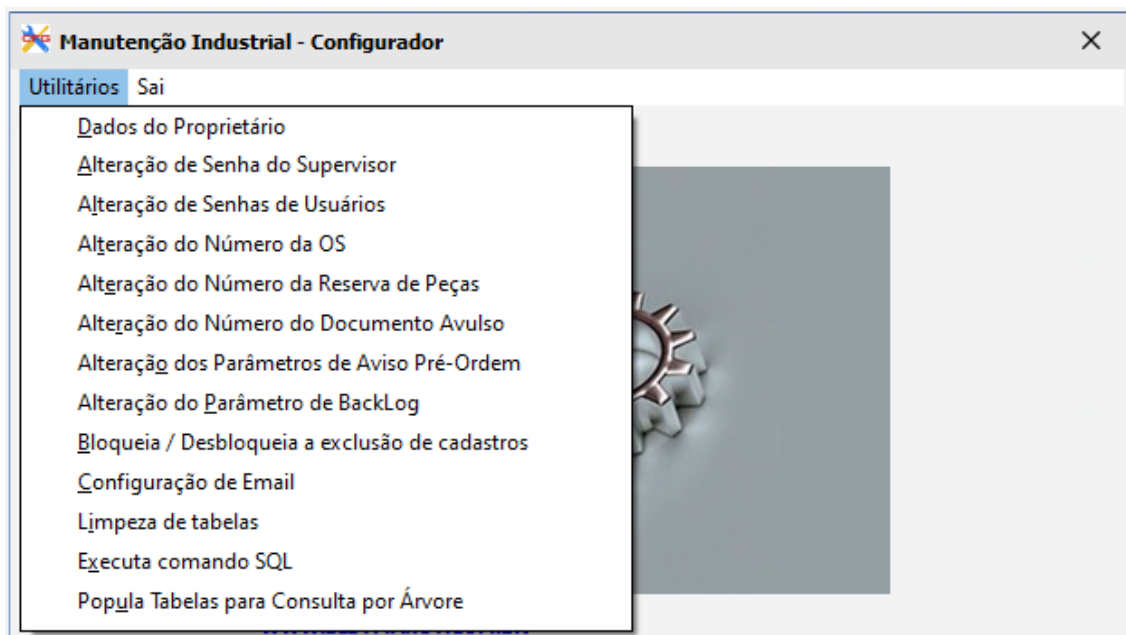 Manutenção Industrial - Configurador
Utilitários Sai
Dados do Proprietário
Alteração de Senha do Supervisor
Alteração de Senhas de Usuários
Alteração do Número da OS
Alteração do Número da Reserva de Peças
Alteração do Número do Documento Avulso
Alteração dos Parâmetros de Aviso Pré-Ordem
Alteração do Parâmetro de BackLog
Bloqueia / Desbloqueia a exclusão de cadastros
Configuração de Email
Limpeza de tabelas
Executa comando SQL
Popula Tabelas para Consulta por Árvore